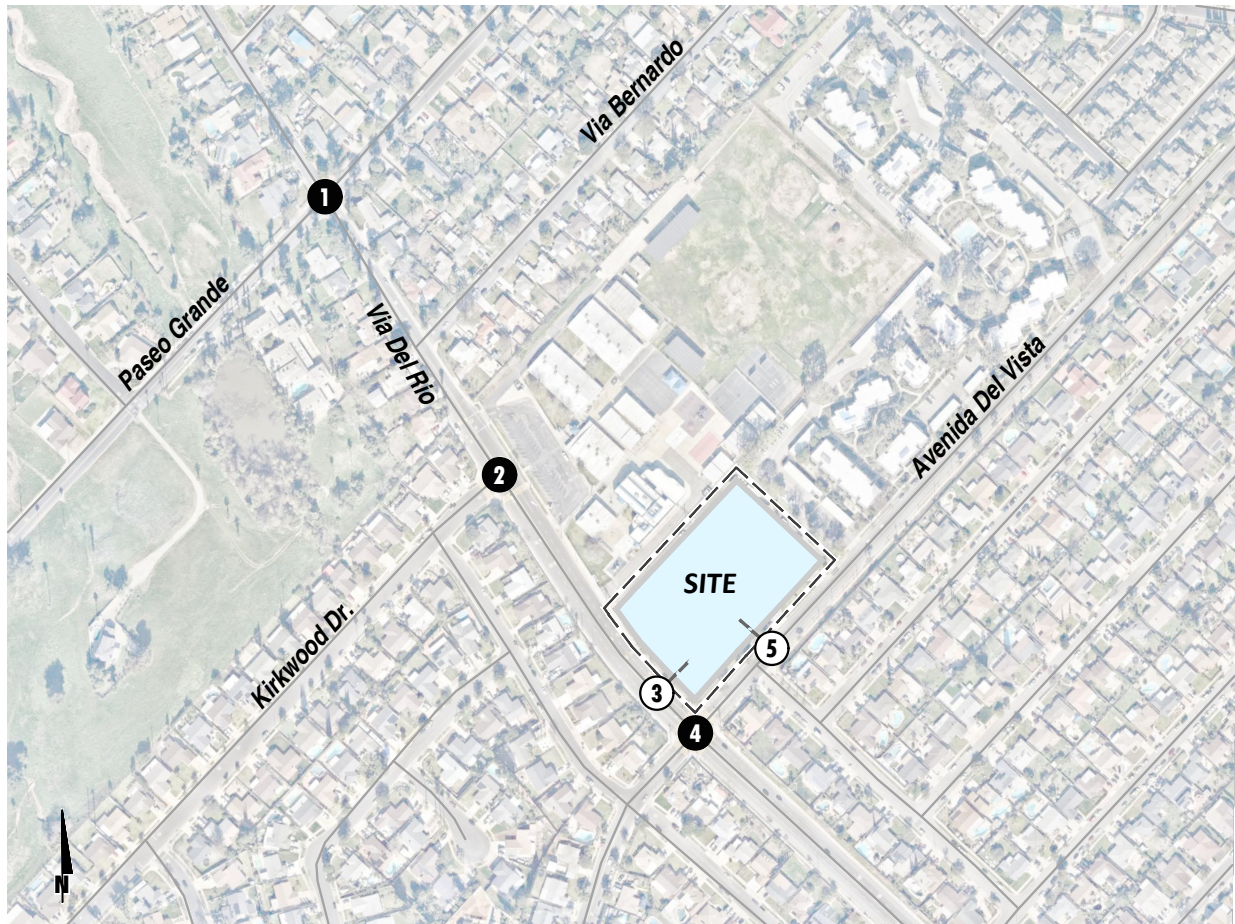 Via Bernardo
1
Paseo Grande
Via Del Rio
Avenida Del Vista
2
SITE
Kirkwood Dr.
5
3
4
N